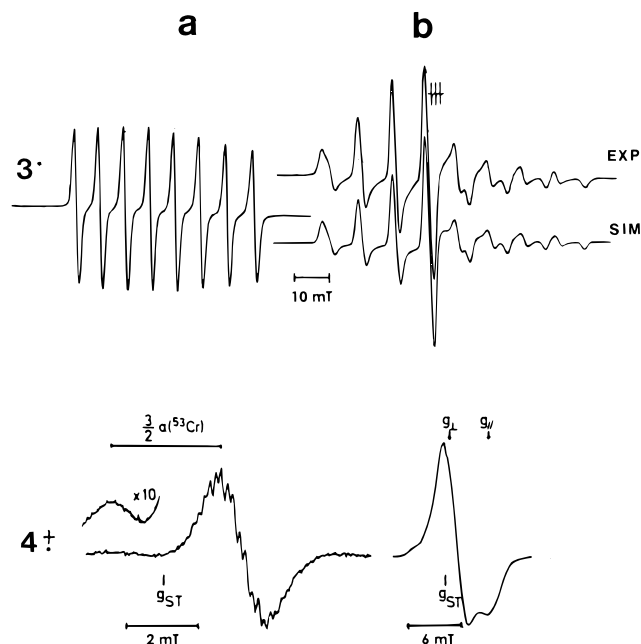 a b
3·
EXP
SIM
10 mT
3/2 a(⁵³Cr)
x10
g⊥ g//
4⁺·
gST gST
2 mT 6 mT